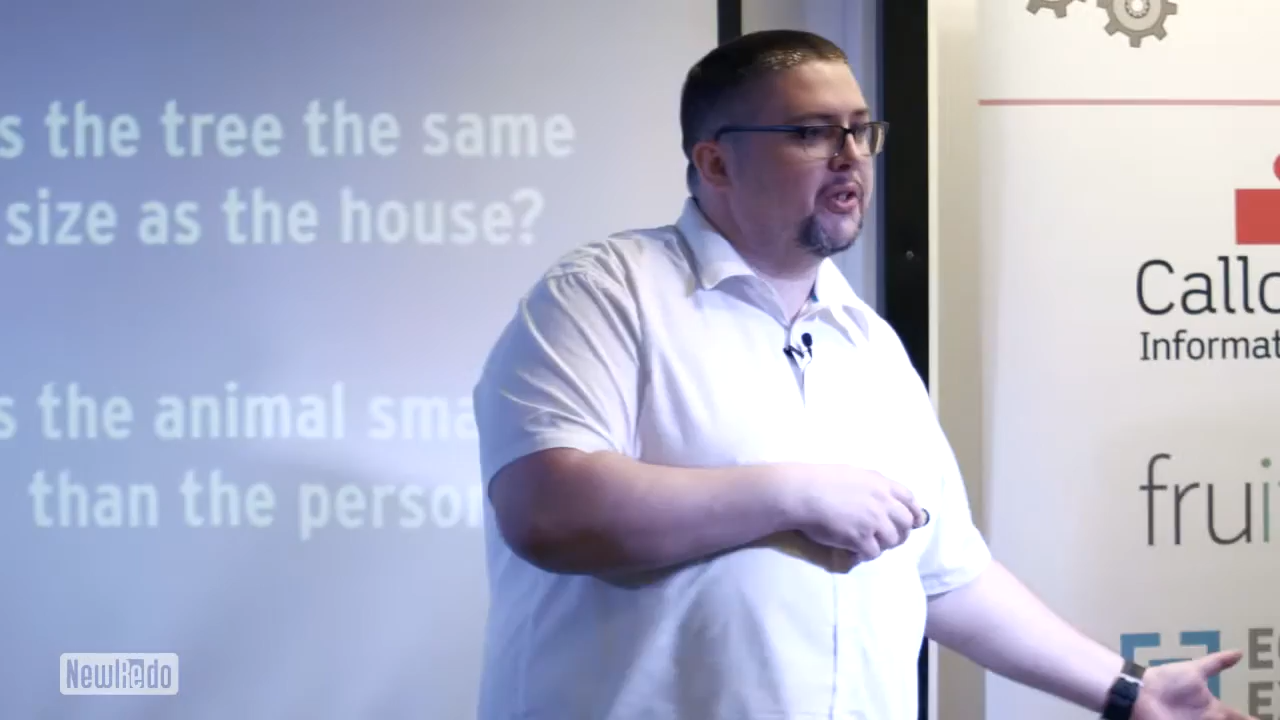 s the tree the same
size as the house?
s the animal sma
than the person
NewRedo
Callo
Informat
frui